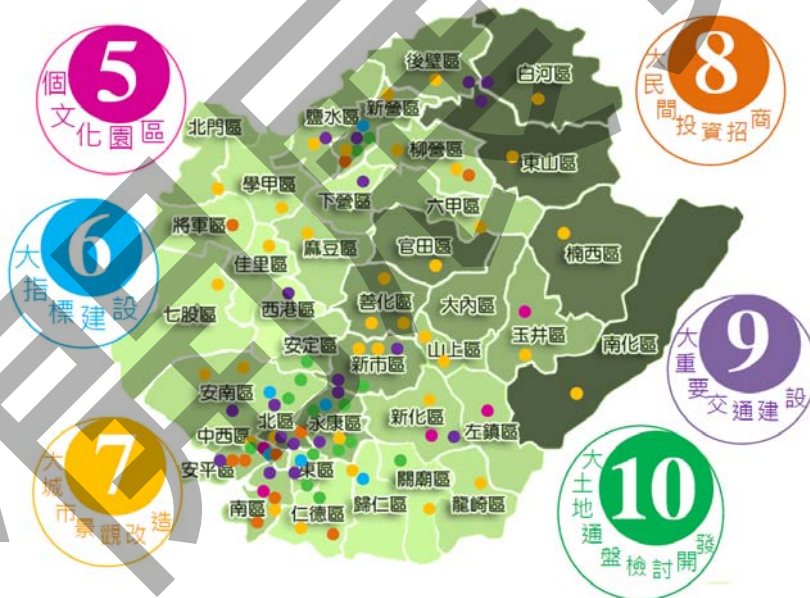 5
個文化園區
8
大民間投資招商
6
大指標建設
9
大重要交通建設
7
大城市景觀改造
10
大土地通盤檢討開發
後壁區
白河區
北門區
鹽水區
新營區
柳營區
東山區
學甲區
下營區
六甲區
將軍區
麻豆區
官田區
楠西區
佳里區
七股區
西港區
善化區
大內區
玉井區
南化區
安定區
新市區
山上區
安南區
北區
永康區
新化區
左鎮區
中西區
安平區
東區
關廟區
南區
仁德區
歸仁區
龍崎區